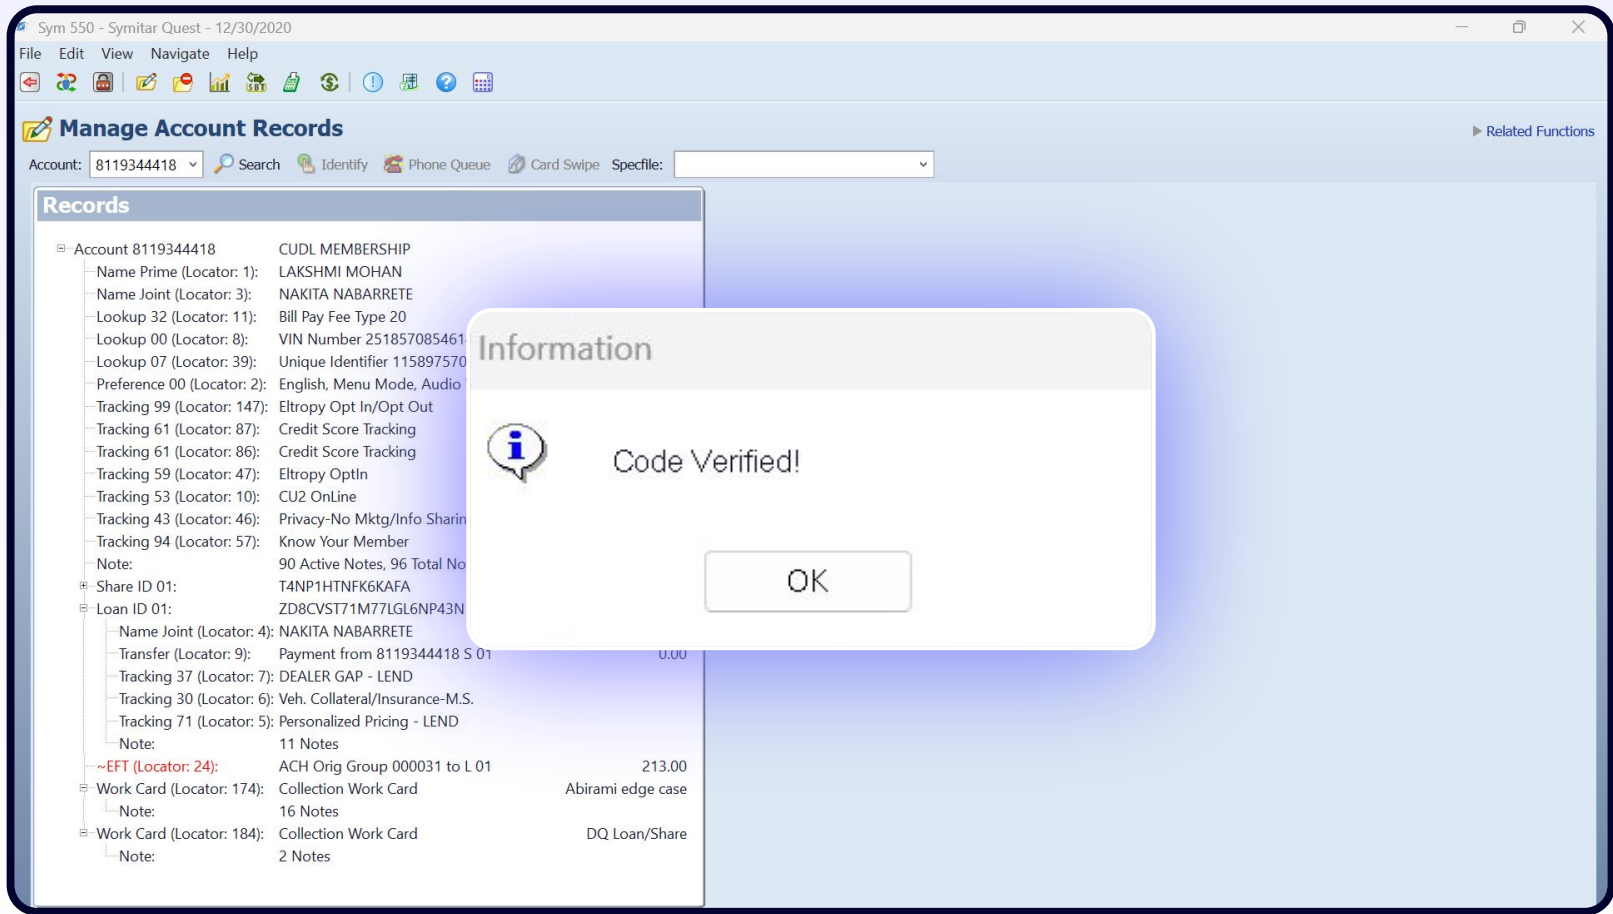 Sym 550 - Symitar Quest - 12/30/2020
File Edit View Navigate Help
SBT
Manage Account Records
Related Functions
Account: 8119344418 Search Identify Phone Queue Card Swipe Specfile:
Records
Account 8119344418 CUDL MEMBERSHIP
Name Prime (Locator: 1): LAKSHMI MOHAN
Name Joint (Locator: 3): NAKITA NABARRETE
Lookup 32 (Locator: 11): Bill Pay Fee Type 20
Lookup 00 (Locator: 8): VIN Number 251857085461
Lookup 07 (Locator: 39): Unique Identifier 115897570
Preference 00 (Locator: 2): English, Menu Mode, Audio
Tracking 99 (Locator: 147): Eltropy Opt In/Opt Out
Tracking 61 (Locator: 87): Credit Score Tracking
Tracking 61 (Locator: 86): Credit Score Tracking
Tracking 59 (Locator: 47): Eltropy OptIn
Tracking 53 (Locator: 10): CU2 OnLine
Tracking 43 (Locator: 46): Privacy-No Mktg/Info Sharin
Tracking 94 (Locator: 57): Know Your Member
Note: 90 Active Notes, 96 Total No
Share ID 01: T4NP1HTNFK6KAFA
Loan ID 01: ZD8CVST71M77LGL6NP43N
Name Joint (Locator: 4): NAKITA NABARRETE
Transfer (Locator: 9): Payment from 8119344418 S 01 0.00
Tracking 37 (Locator: 7): DEALER GAP - LEND
Tracking 30 (Locator: 6): Veh. Collateral/Insurance-M.S.
Tracking 71 (Locator: 5): Personalized Pricing - LEND
Note: 11 Notes
~EFT (Locator: 24): ACH Orig Group 000031 to L 01 213.00
Work Card (Locator: 174): Collection Work Card Abirami edge case
Note: 16 Notes
Work Card (Locator: 184): Collection Work Card DQ Loan/Share
Note: 2 Notes
Information
Code Verified!
OK